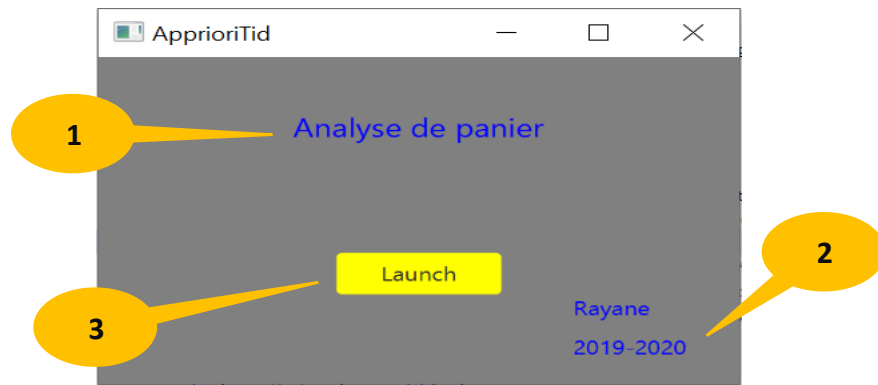 ApprioriTid
1
Analyse de panier
2
Launch
Rayane
3
2019-2020